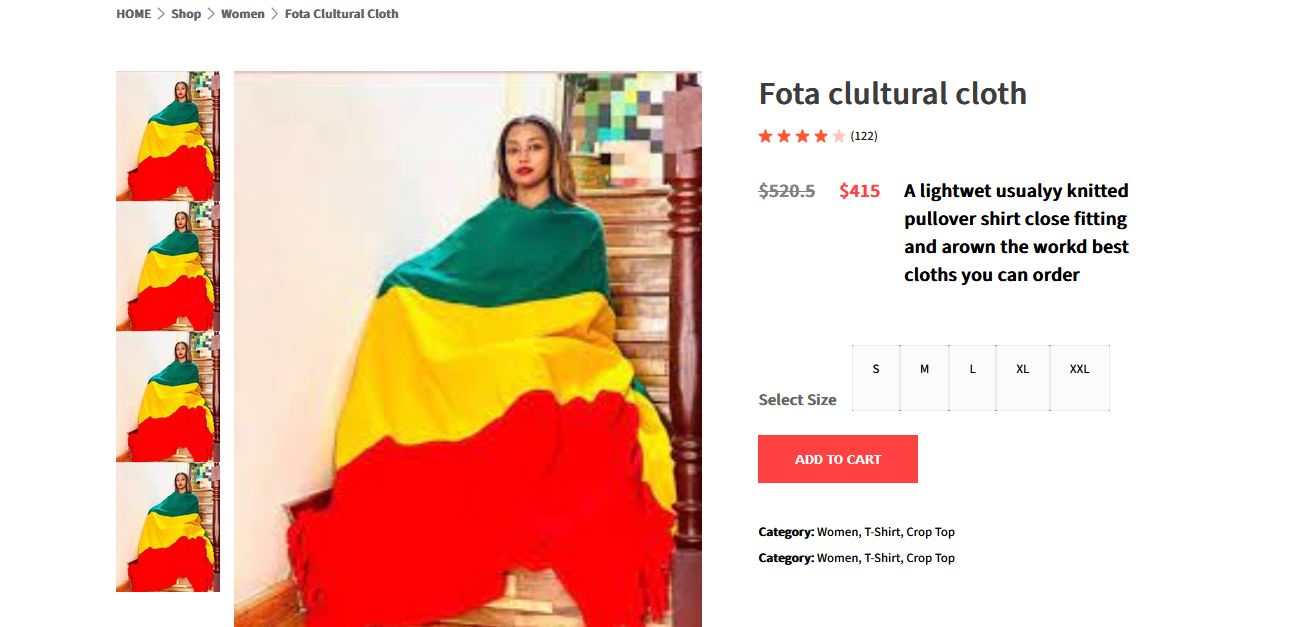 HOME > Shop > Women > Fota Clultural Cloth
Fota clultural cloth
(122)
$520.5 $415
A lightwet usualyy knitted
pullover shirt close fitting
and arown the workd best
cloths you can order
Select Size
S M L XL XXL
ADD TO CART
Category: Women, T-Shirt, Crop Top
Category: Women, T-Shirt, Crop Top